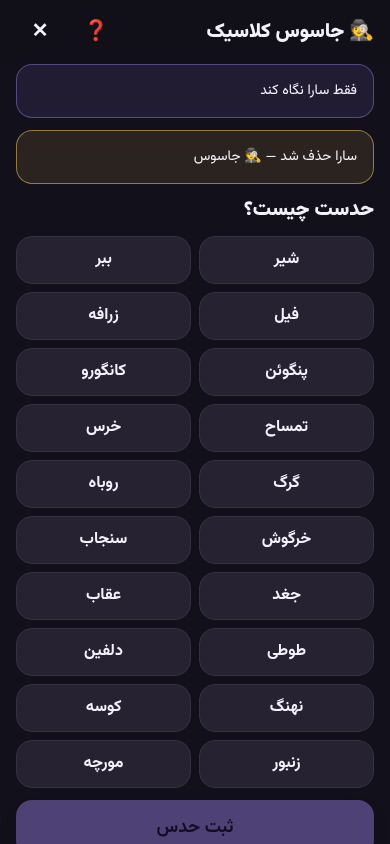 🕵️ جاسوس کلاسیک ❓ ✕
فقط سارا نگاه کند
سارا حذف شد — 🕵️ جاسوس
حدست چیست؟
شیر ببر
فیل زرافه
پنگوئن کانگورو
تمساح خرس
گرگ روباه
خرگوش سنجاب
جغد عقاب
طوطی دلفین
نهنگ کوسه
زنبور مورچه
ثبت حدس